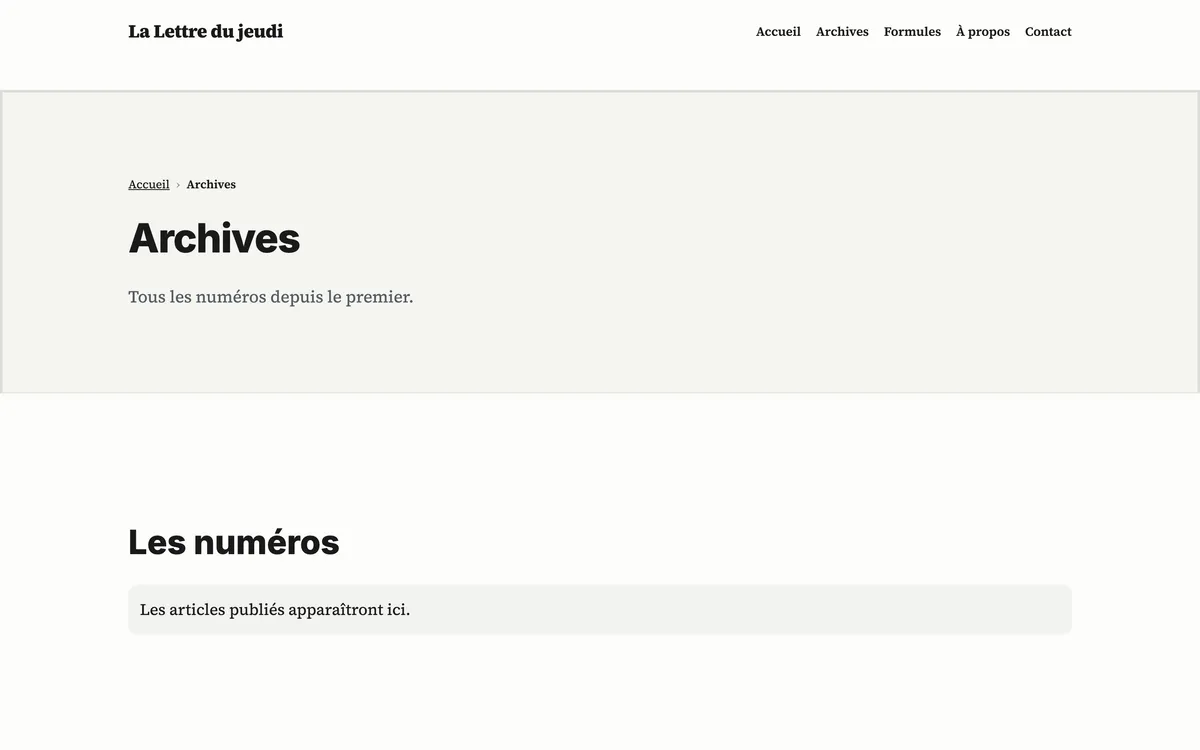 La Lettre du jeudi
Accueil Archives Formules À propos Contact
Accueil › Archives
Archives
Tous les numéros depuis le premier.
Les numéros
Les articles publiés apparaîtront ici.